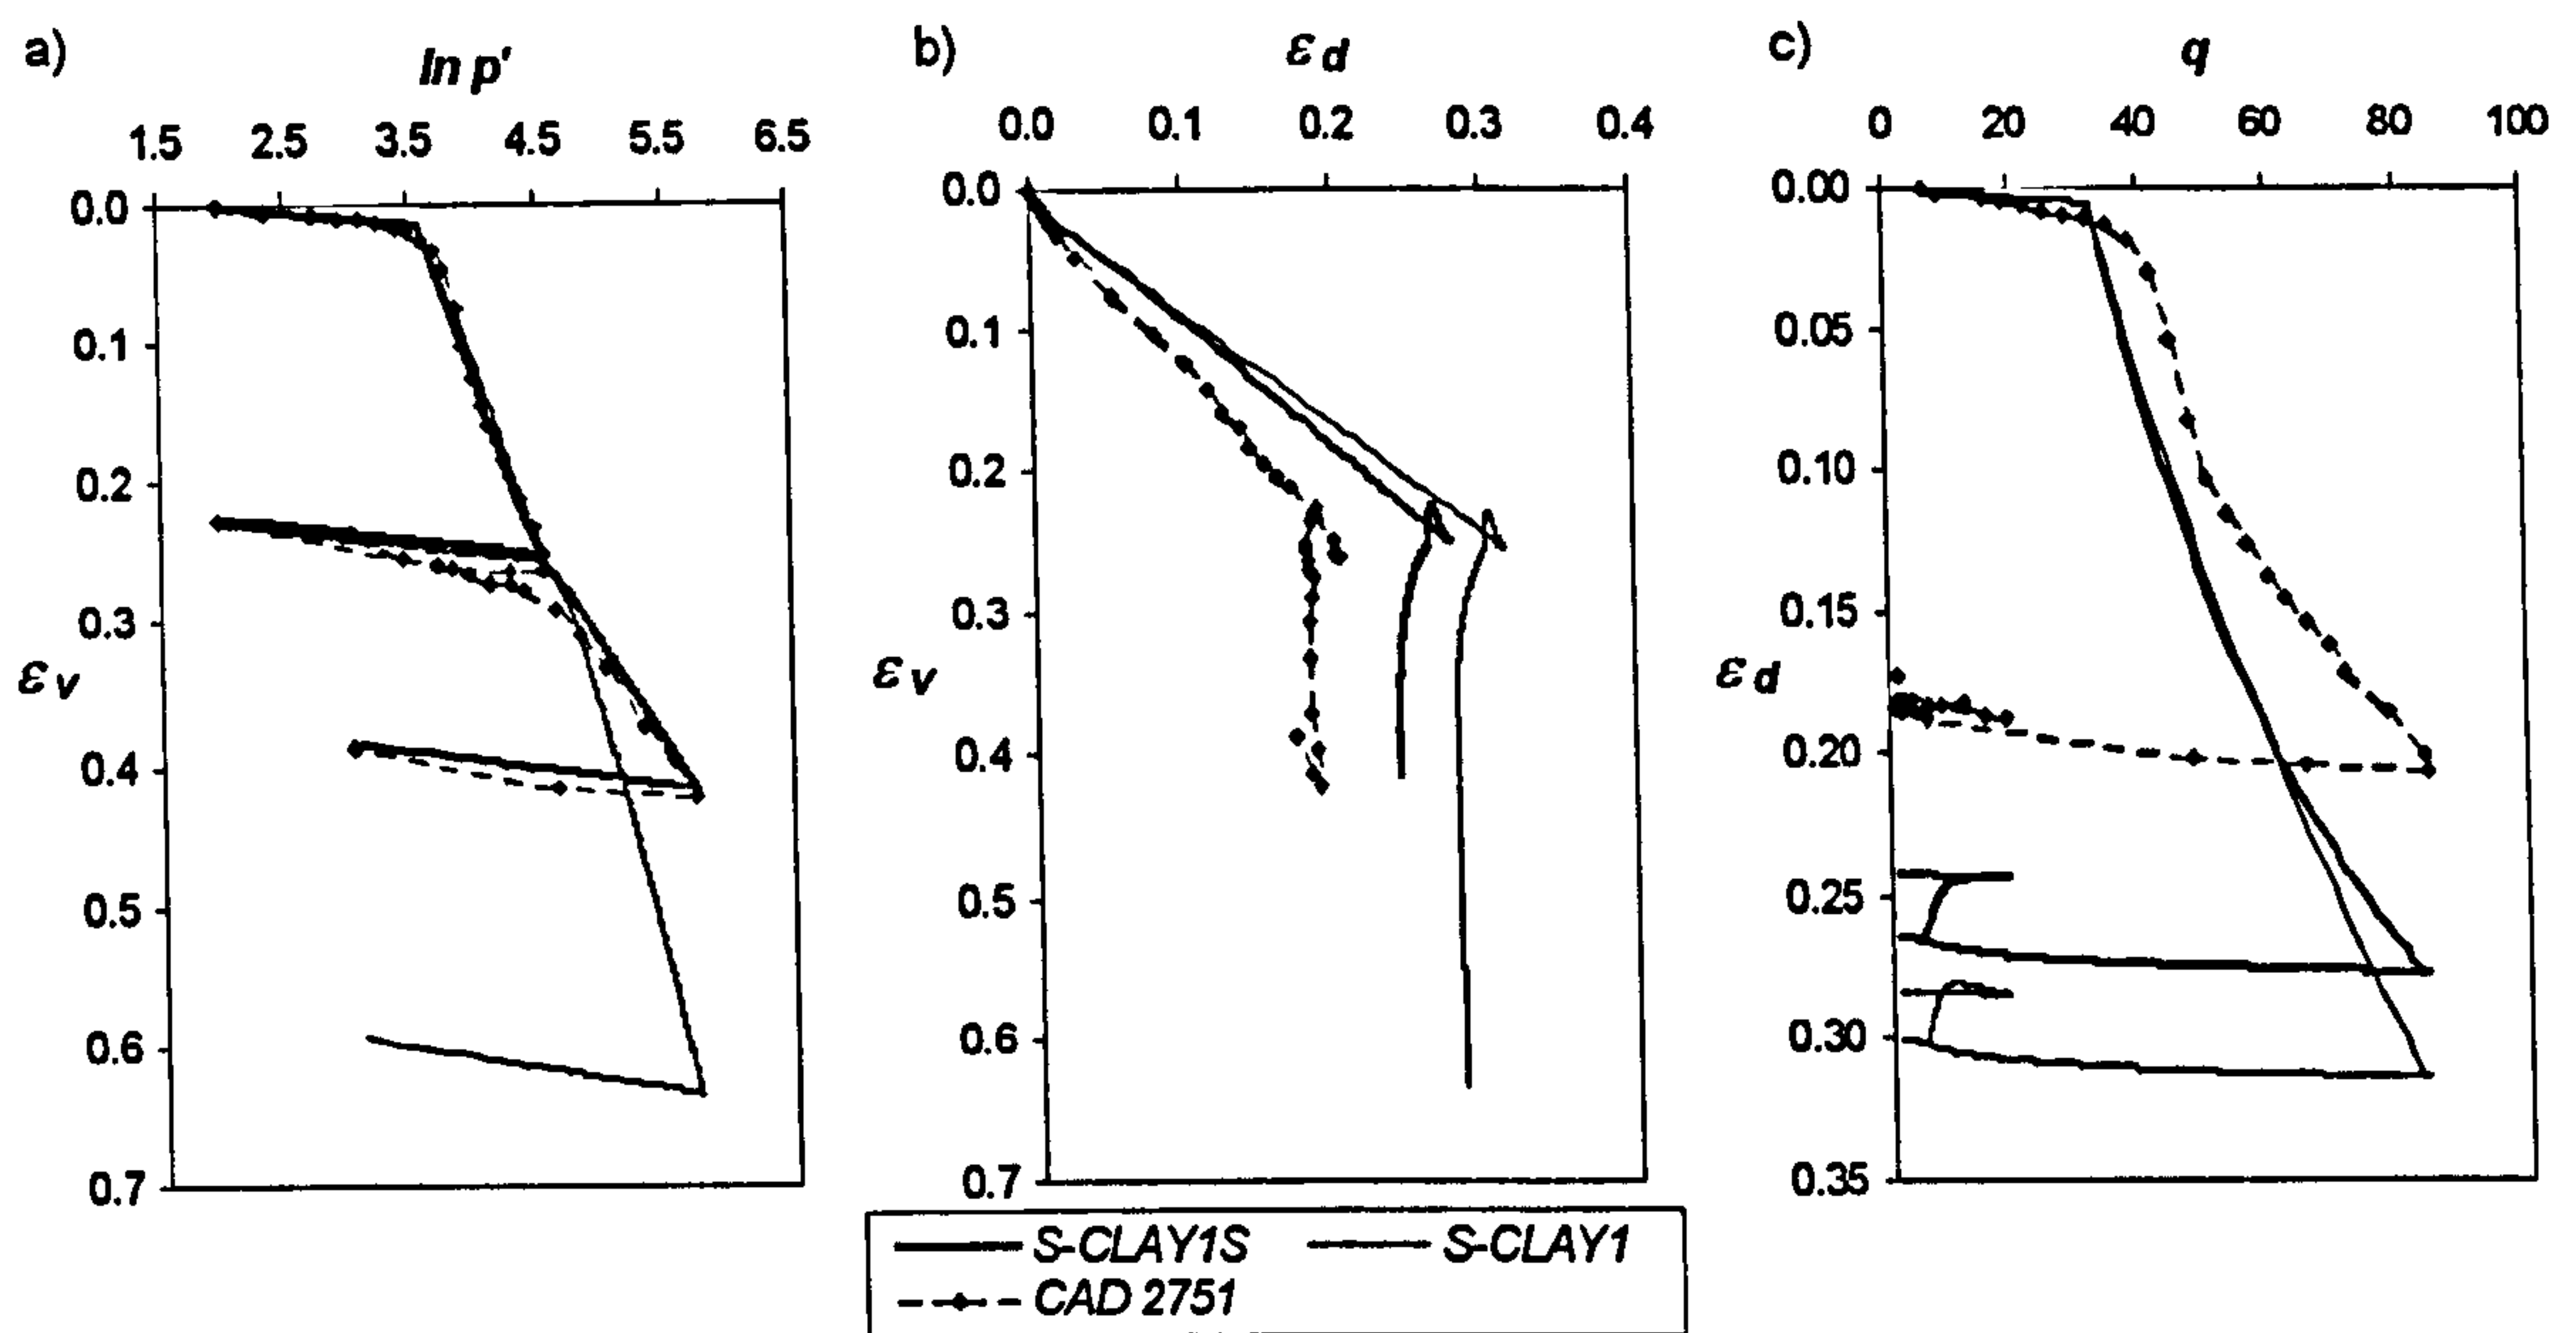 a)
ln p'
1.5 2.5 3.5 4.5 5.5 6.5
0.0
0.1
0.2
0.3
εv
0.4
0.5
0.6
0.7
b)
εd
0.0 0.1 0.2 0.3 0.4
0.0
0.1
0.2
0.3
εv
0.4
0.5
0.6
0.7
c)
q
0 20 40 60 80 100
0.00
0.05
0.10
0.15
εd
0.20
0.25
0.30
0.35
S-CLAY1S S-CLAY1
CAD 2751